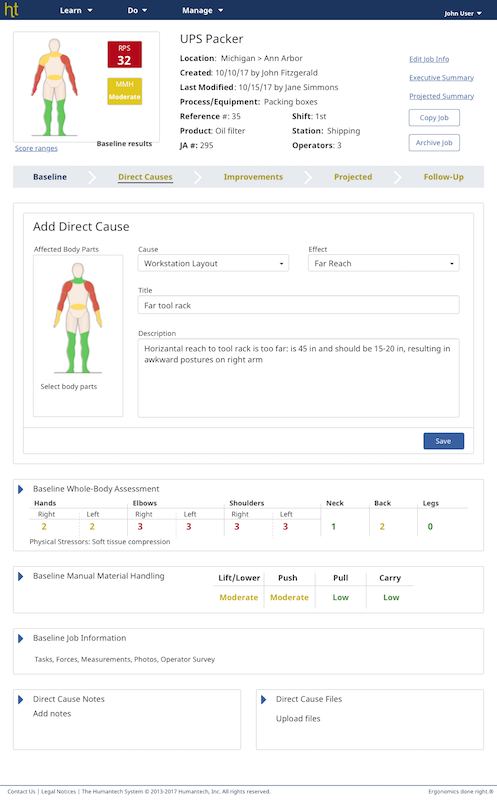 ht Learn Do Manage John User
RPS
32
MMH
Moderate
Baseline results
Score ranges
UPS Packer
Location: Michigan > Ann Arbor
Created: 10/10/17 by John Fitzgerald
Last Modified: 10/15/17 by Jane Simmons
Process/Equipment: Packing boxes
Reference #: 35 Shift: 1st
Product: Oil filter Station: Shipping
JA #: 295 Operators: 3
Edit Job Info
Executive Summary
Projected Summary
Copy Job
Archive Job
Baseline Direct Causes Improvements Projected Follow-Up
Add Direct Cause
Affected Body Parts
Select body parts
Cause Effect
Workstation Layout Far Reach
Title
Far tool rack
Description
Horizantal reach to tool rack is too far: is 45 in and should be 15-20 in, resulting in
awkward postures on right arm
Save
Baseline Whole-Body Assessment
Hands Elbows Shoulders Neck Back Legs
Right Left Right Left Right Left
2 2 3 3 3 3 1 2 0
Physical Stressors: Soft tissue compression
Baseline Manual Material Handling
Lift/Lower Push Pull Carry
Moderate Moderate Low Low
Baseline Job Information
Tasks, Forces, Measurements, Photos, Operator Survey
Direct Cause Notes
Add notes
Direct Cause Files
Upload files
Contact Us | Legal Notices | The Humantech System © 2013-2017 Humantech, Inc. All rights reserved. Ergonomics done right.®